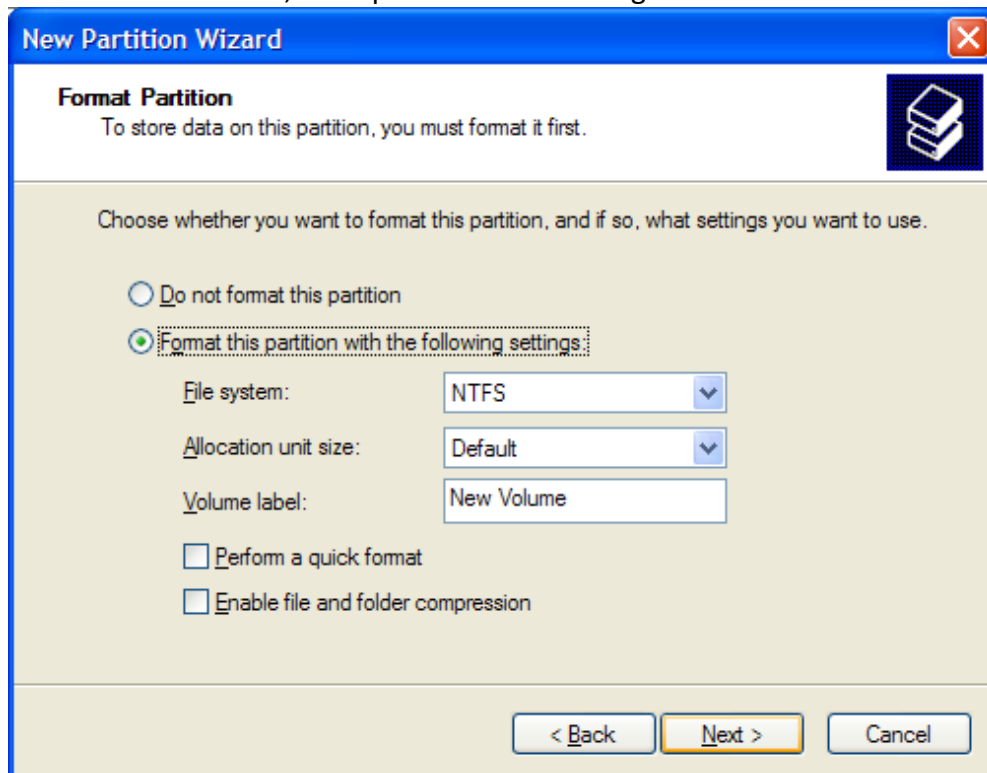 New Partition Wizard
Format Partition
To store data on this partition, you must format it first.
Choose whether you want to format this partition, and if so, what settings you want to use.
Do not format this partition
Format this partition with the following settings:
File system: NTFS
Allocation unit size: Default
Volume label: New Volume
Perform a quick format
Enable file and folder compression
< Back Next > Cancel